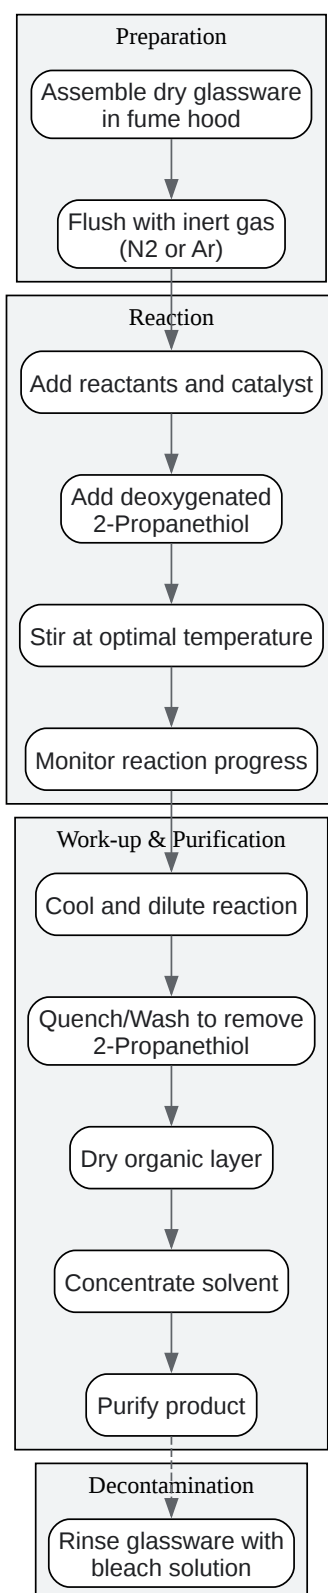 Preparation
Assemble dry glassware
in fume hood
Flush with inert gas
(N2 or Ar)
Reaction
Add reactants and catalyst
Add deoxygenated
2-Propanethiol
Stir at optimal temperature
Monitor reaction progress
Work-up & Purification
Cool and dilute reaction
Quench/Wash to remove
2-Propanethiol
Dry organic layer
Concentrate solvent
Purify product
Decontamination
Rinse glassware with
bleach solution